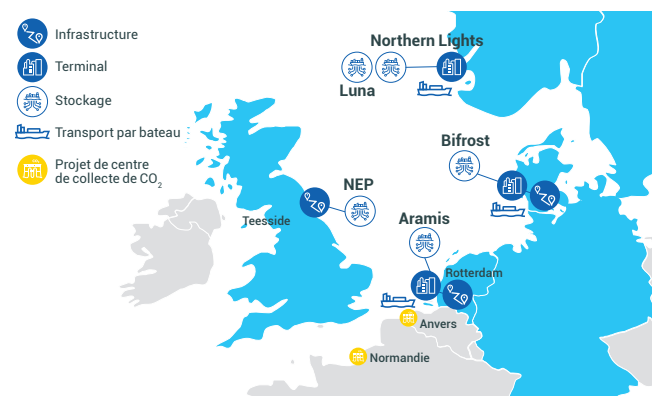 Infrastructure
Terminal
Stockage
Transport par bateau
Projet de centre
de collecte de CO₂
Northern Lights
Luna
Bifrost
NEP
Teesside
Aramis
Rotterdam
Anvers
Normandie